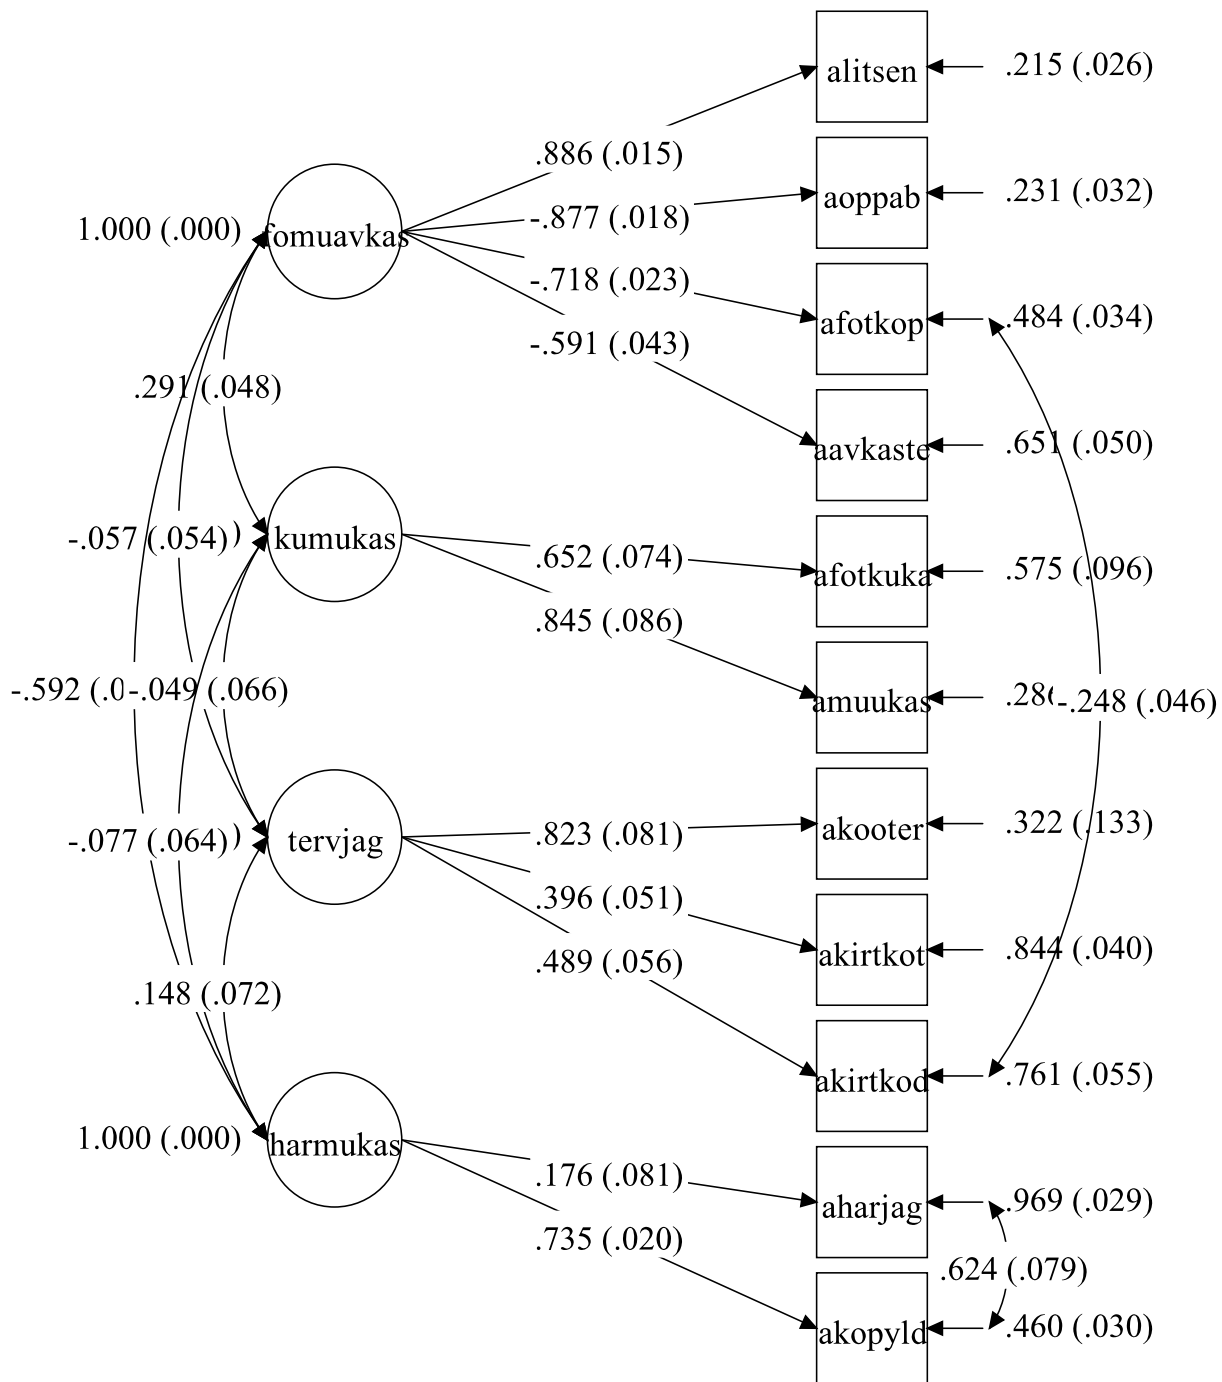 alitsen
.215 (.026)
.886 (.015)
aoppab
.231 (.032)
1.000 (.000)
fomuavkas
-.877 (.018)
-.718 (.023)
afotkop
.484 (.034)
-.591 (.043)
.291 (.048)
aavkaste
.651 (.050)
-.057 (.054)
kumukas
.652 (.074)
afotkuka
.575 (.096)
.845 (.086)
-.592
-.049 (.066)
amuukas
-.248 (.046)
-.077 (.064)
tervjag
.823 (.081)
akooter
.322 (.133)
.396 (.051)
akirtkot
.844 (.040)
.489 (.056)
.148 (.072)
akirtkod
.761 (.055)
1.000 (.000)
harmukas
.176 (.081)
aharjag
.969 (.029)
.735 (.020)
.624 (.079)
akopyld
.460 (.030)